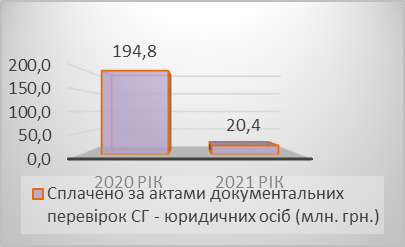 194,8
200,0
150,0
20,4
100,0
50,0
0,0
2020 РІК 2021 РІК
Сплачено за актами документальних
перевірок СГ - юридичних осіб (млн. грн.)